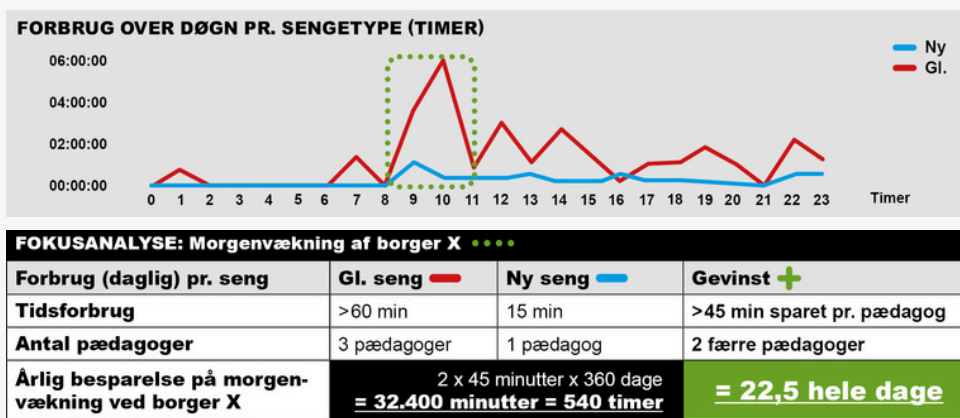 FORBRUG OVER DØGN PR. SENGETYPE (TIMER)
Ny
Gl.
06:00:00
04:00:00
02:00:00
00:00:00
0 1 2 3 4 5 6 7 8 9 10 11 12 13 14 15 16 17 18 19 20 21 22 23 Timer
FOKUSANALYSE: Morgenvækning af borger X
Forbrug (daglig) pr. seng Gl. seng Ny seng Gevinst
Tidsforbrug >60 min 15 min >45 min sparet pr. pædagog
Antal pædagoger 3 pædagoger 1 pædagog 2 færre pædagoger
Årlig besparelse på morgen-
vækning ved borger X
2 x 45 minutter x 360 dage
= 32.400 minutter = 540 timer
= 22,5 hele dage